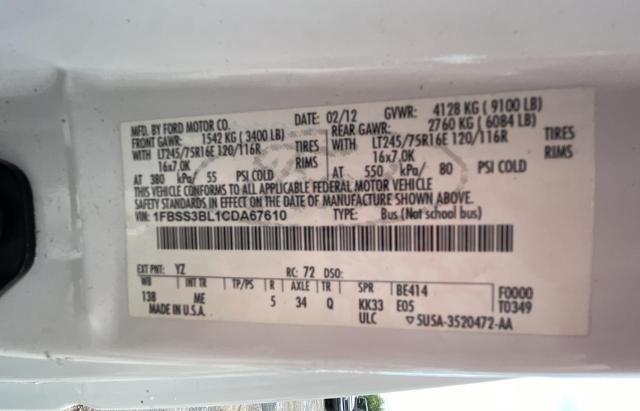 MFD. BY FORD MOTOR CO. DATE: 02/12 GVWR: 4128 KG ( 9100 LB)
FRONT GAWR: 1542 KG ( 3400 LB) REAR GAWR: 2760 KG ( 6084 LB)
WITH LT245/75R16E 120/116R TIRES WITH LT245/75R16E 120/116R TIRES
16x7.0K RIMS 16x7.0K RIMS
AT 380 kPa/ 55 PSI COLD AT 550 kPa/ 80 PSI COLD
THIS VEHICLE CONFORMS TO ALL APPLICABLE FEDERAL MOTOR VEHICLE
SAFETY STANDARDS IN EFFECT ON THE DATE OF MANUFACTURE SHOWN ABOVE.
VIN: 1FBSS3BL1CDA67610 TYPE: Bus (Not school bus)
EXT PNT: YZ RC: 72 DSO:
WB INT TR TP/PS R AXLE TR SPR BE414 F0000
138 ME 5 34 Q KK33 E05 T0349
MADE IN U.S.A. ULC ▽ 5U5A-3520472-AA